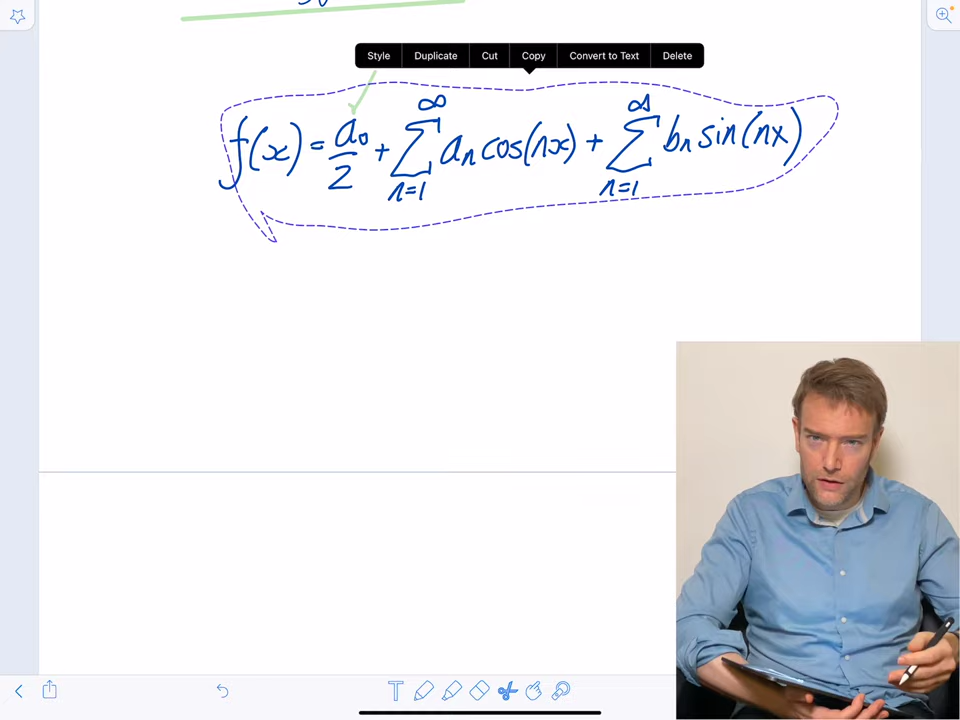 Style Duplicate Cut Copy Convert to Text Delete
f(x) = a₀/2 + ∑_{n=1}^{∞} aₙ cos(nx) + ∑_{n=1}^{∞} bₙ sin(nx)
T